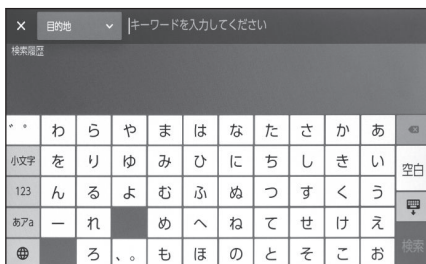 × 目的地 キーワードを入力してください
検索履歴
゛゜ わ ら や ま は な た さ か あ
小文字 を り ゆ み ひ に ち し き い 空白
123 ん る よ む ふ ぬ つ す く う
あアa ー れ め へ ね て せ け え
ろ 、。 も ほ の と そ こ お 検索